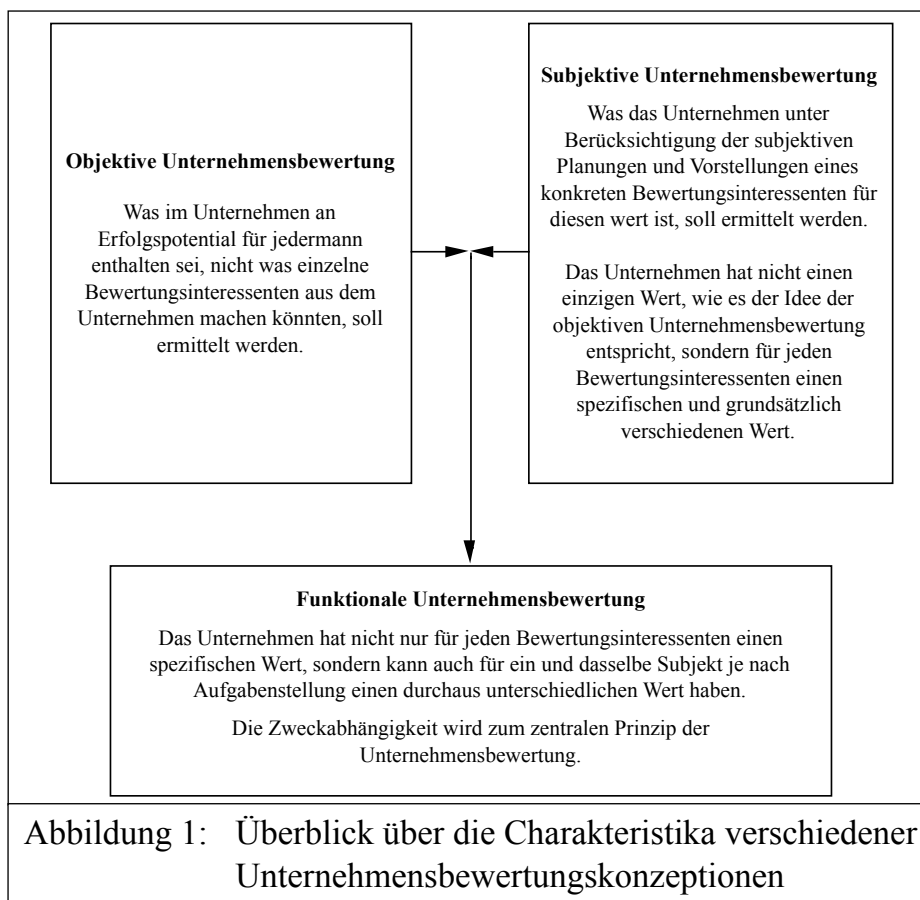 Objektive Unternehmensbewertung
Was im Unternehmen an
Erfolgspotential für jedermann
enthalten sei, nicht was einzelne
Bewertungsinteressenten aus dem
Unternehmen machen könnten, soll
ermittelt werden.
Subjektive Unternehmensbewertung
Was das Unternehmen unter
Berücksichtigung der subjektiven
Planungen und Vorstellungen eines
konkreten Bewertungsinteressenten für
diesen wert ist, soll ermittelt werden.
Das Unternehmen hat nicht einen
einzigen Wert, wie es der Idee der
objektiven Unternehmensbewertung
entspricht, sondern für jeden
Bewertungsinteressenten einen
spezifischen und grundsätzlich
verschiedenen Wert.
Funktionale Unternehmensbewertung
Das Unternehmen hat nicht nur für jeden Bewertungsinteressenten einen
spezifischen Wert, sondern kann auch für ein und dasselbe Subjekt je nach
Aufgabenstellung einen durchaus unterschiedlichen Wert haben.
Die Zweckabhängigkeit wird zum zentralen Prinzip der
Unternehmensbewertung.
Abbildung 1: Überblick über die Charakteristika verschiedener
Unternehmensbewertungskonzeptionen